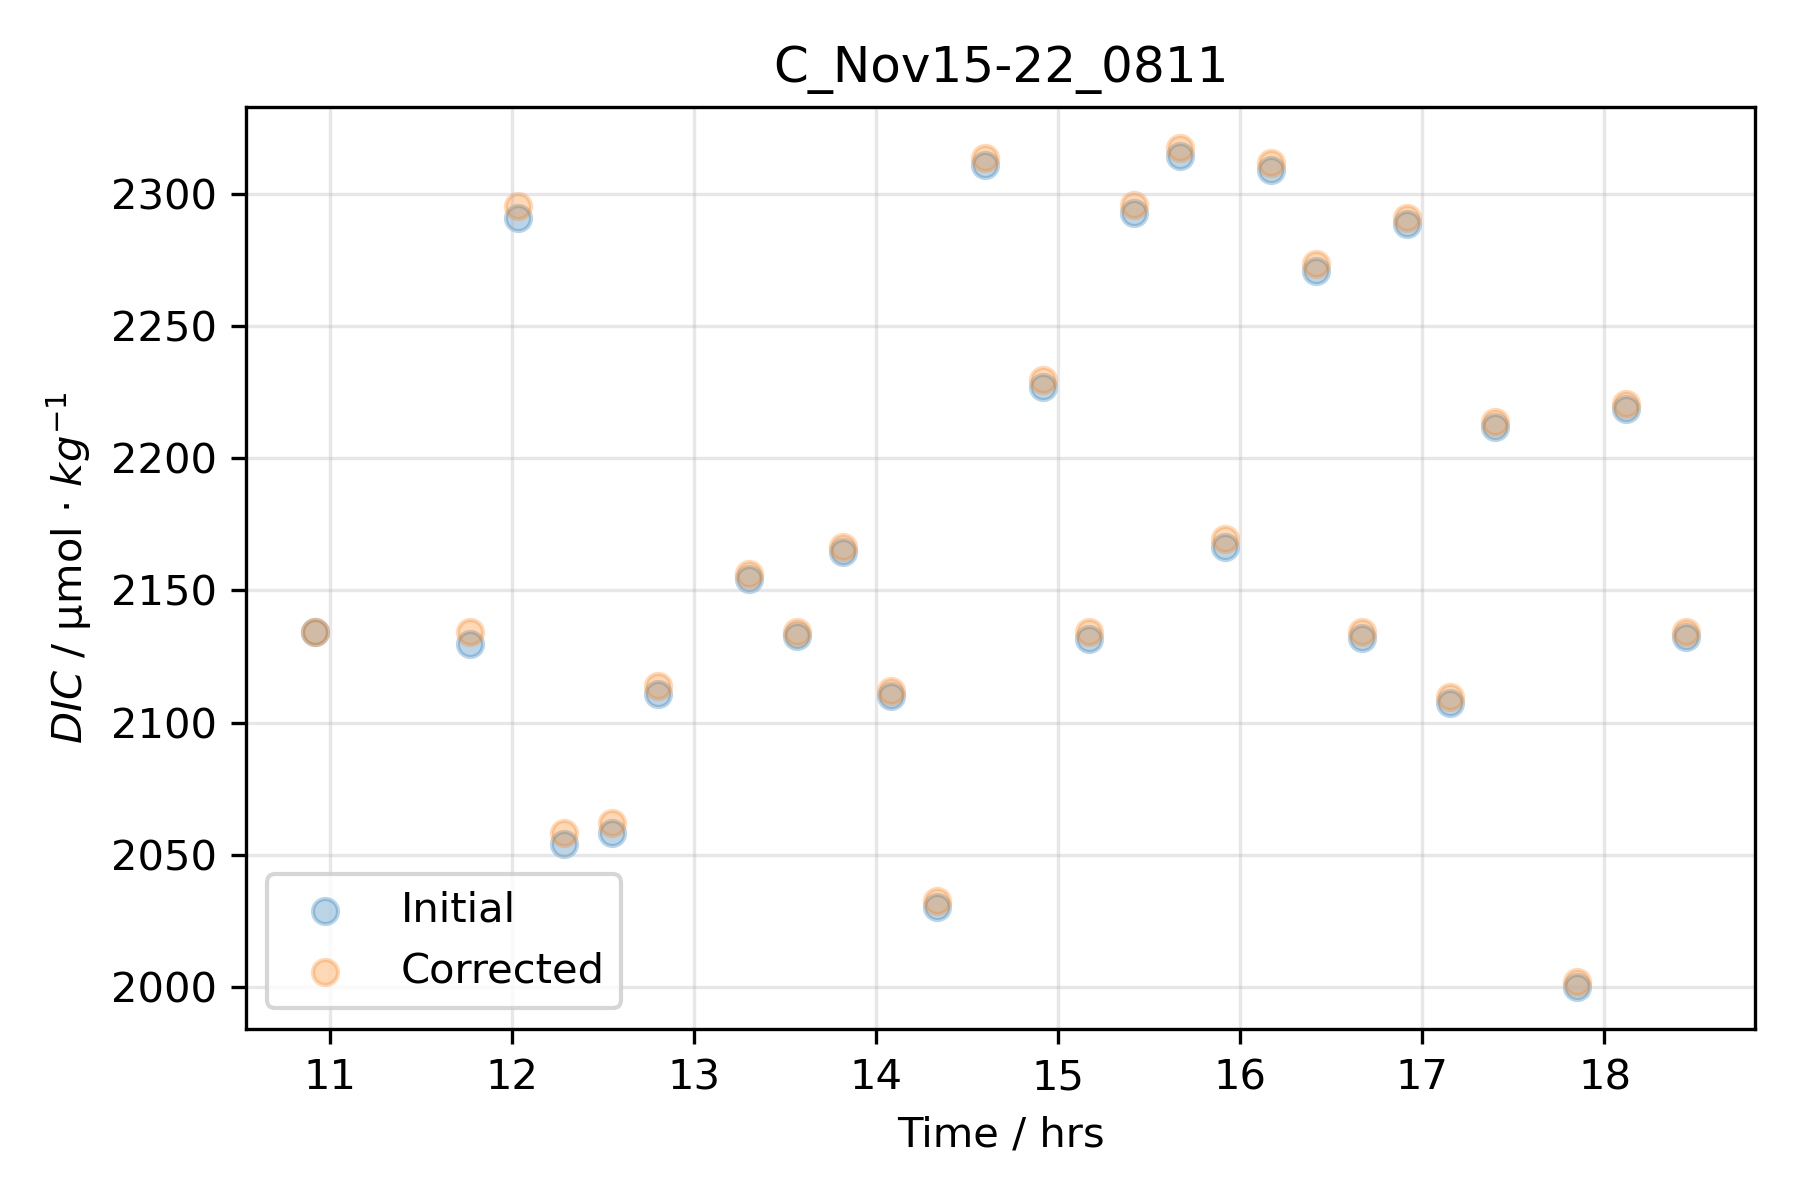 C_Nov15-22_0811
DIC / µmol · kg⁻¹
2300
2250
2200
2150
2100
2050
2000
Initial
Corrected
11 12 13 14 15 16 17 18
Time / hrs